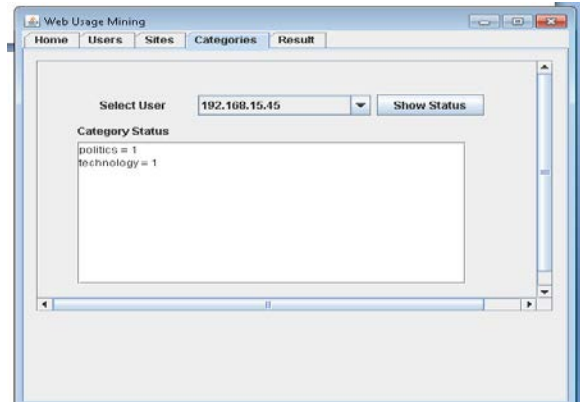 Web Usage Mining
Home Users Sites Categories Result
Select User 192.168.15.45 Show Status
Category Status
politics = 1
technology = 1